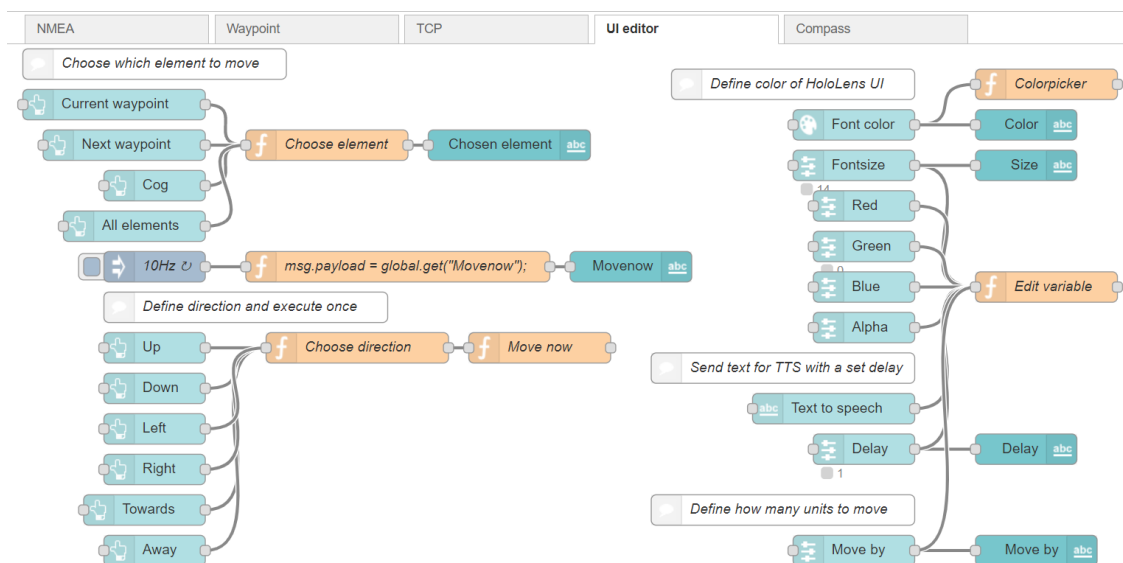 NMEA
Waypoint
TCP
UI editor
Compass
Choose which element to move
Current waypoint
Next waypoint
Cog
All elements
Choose element
Chosen element
abc
10Hz ↻
msg.payload = global.get("Movenow");
Movenow
abc
Define direction and execute once
Up
Down
Left
Right
Towards
Away
Choose direction
Move now
Define color of HoloLens UI
Font color
Colorpicker
Color
abc
Fontsize
14
Size
abc
Red
Green
Blue
Alpha
Edit variable
Send text for TTS with a set delay
abc
Text to speech
Delay
1
Delay
abc
Define how many units to move
Move by
Move by
abc